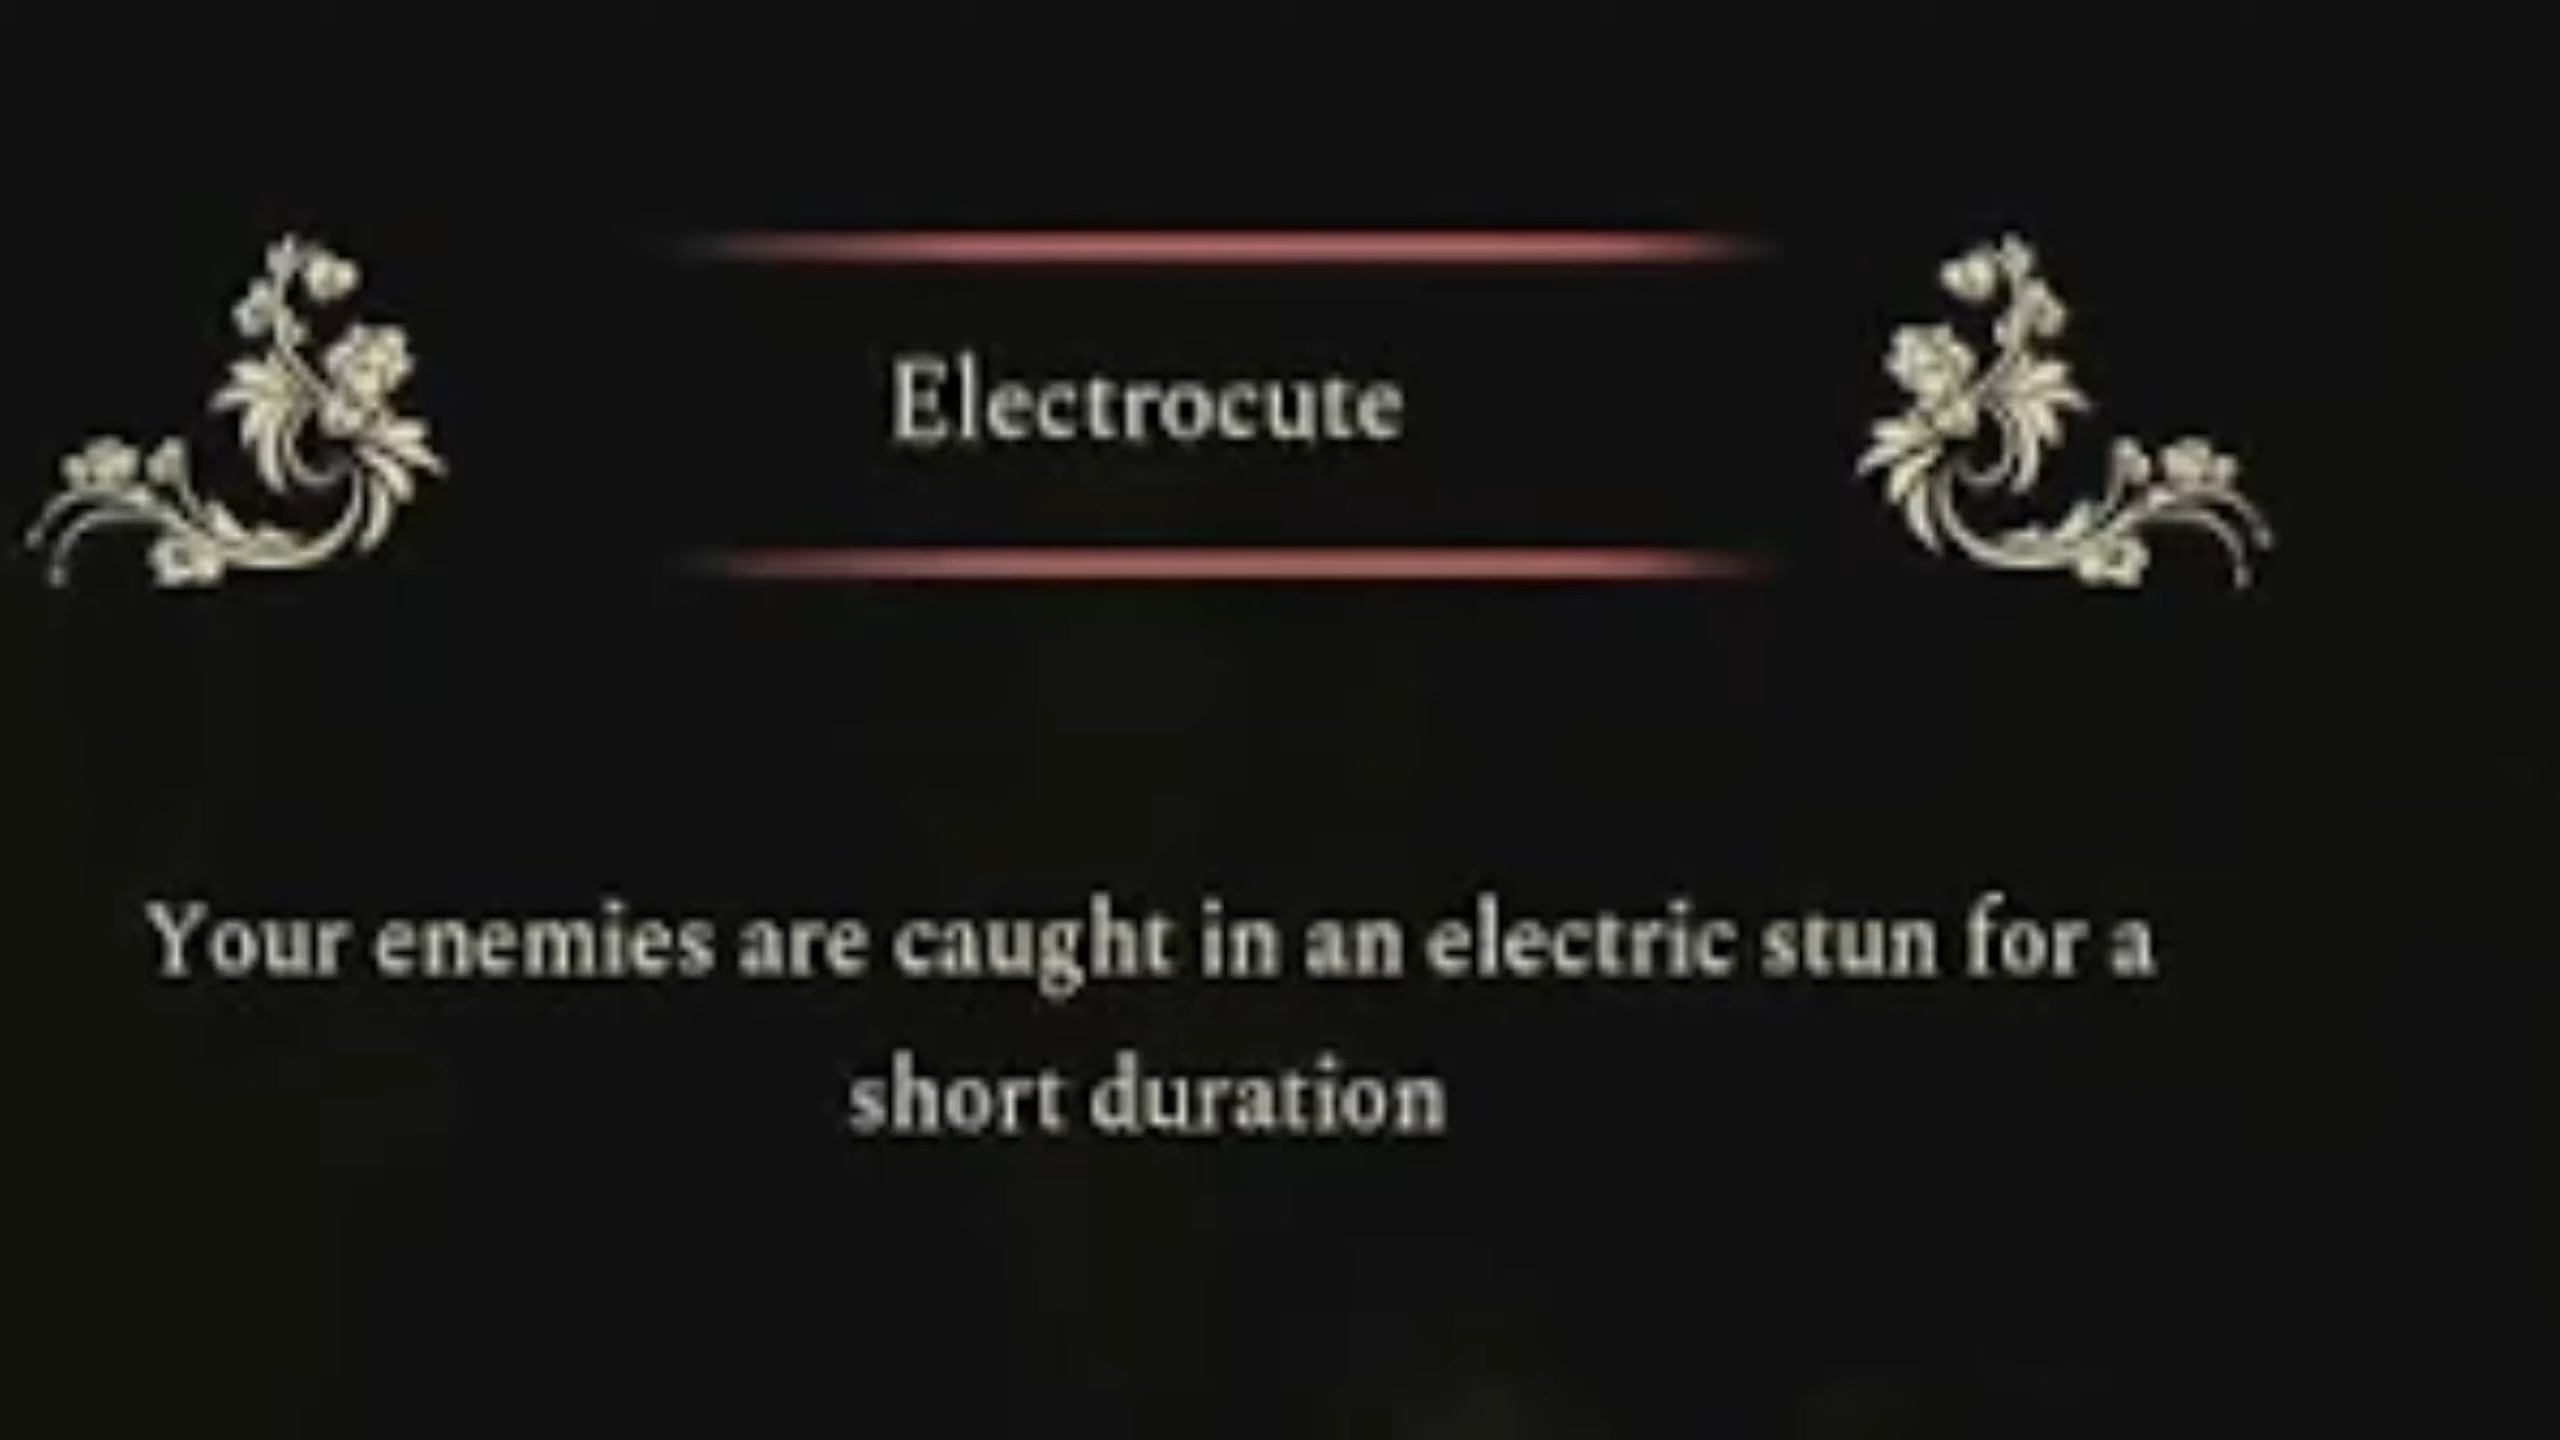 Electrocute
Your enemies are caught in an electric stun for a
short duration